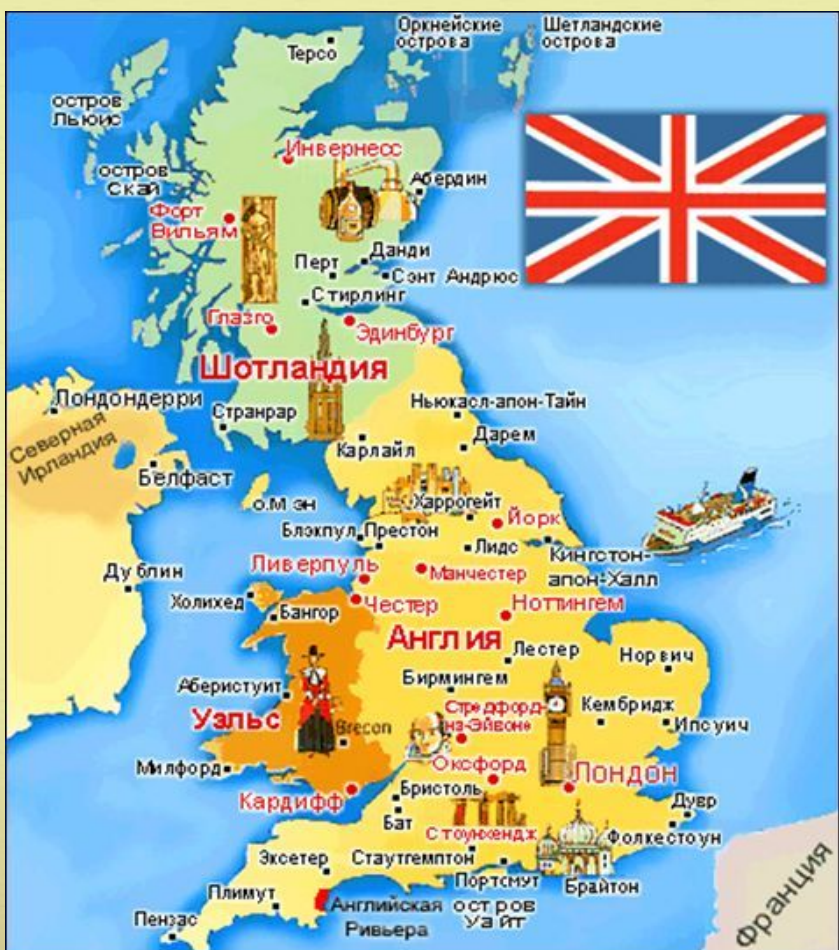 Оркнейские
острова
Шетландские
острова
Терсо
остров
Льюис
Инвернесс
остров
Скай
Абердин
Форт
Вильям
Данди
Перт
Сэнт Андрюс
Стирлинг
Глазго
Эдинбург
Шотландия
Лондондерри
Ньюкасл-апон-Тайн
Странрар
Северная
Ирландия
Карлайл
Дарем
Белфаст
о.Мэн
Харрогейт
Йорк
Блэкпул
Престон
Лидс
Кингстон-
апон-Халл
Ливерпуль
Манчестер
Дублин
Холихед
Бангор
Честер
Ноттингем
Англия
Лестер
Норвич
Аберистуит
Бирмингем
Уэльс
Стредфорд-
на-Эйвоне
Кембридж
Ипсуич
Brecon
Милфорд
Оксфорд
Лондон
Кардифф
Бристоль
Дувр
Бат
Стоунхендж
Фолкестоун
Эксетер
Стаутгемптон
Портсмут
Брайтон
Плимут
Английская
Ривьера
остров
Уайт
Пензас
Франция